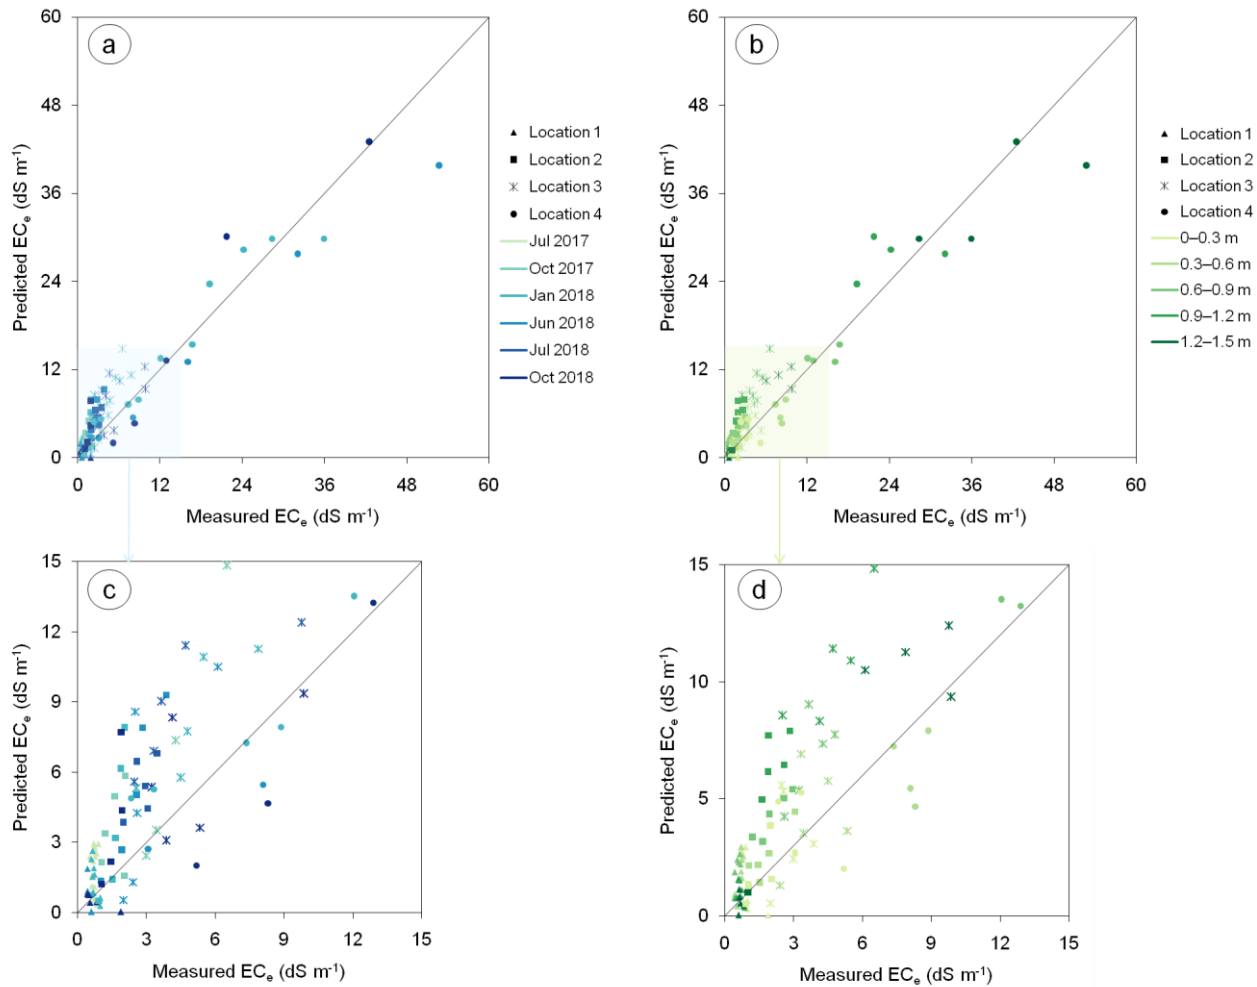 a
60
48
36
24
12
0
Predicted ECe (dS m-1)
0 12 24 36 48 60
Measured ECe (dS m-1)
Location 1
Location 2
Location 3
Location 4
Jul 2017
Oct 2017
Jan 2018
Jun 2018
Jul 2018
Oct 2018
b
60
48
36
24
12
0
Predicted ECe (dS m-1)
0 12 24 36 48 60
Measured ECe (dS m-1)
Location 1
Location 2
Location 3
Location 4
0–0.3 m
0.3–0.6 m
0.6–0.9 m
0.9–1.2 m
1.2–1.5 m
c
15
12
9
6
3
0
Predicted ECe (dS m-1)
0 3 6 9 12 15
Measured ECe (dS m-1)
d
15
10
5
0
Predicted ECe (dS m-1)
0 3 6 9 12 15
Measured ECe (dS m-1)